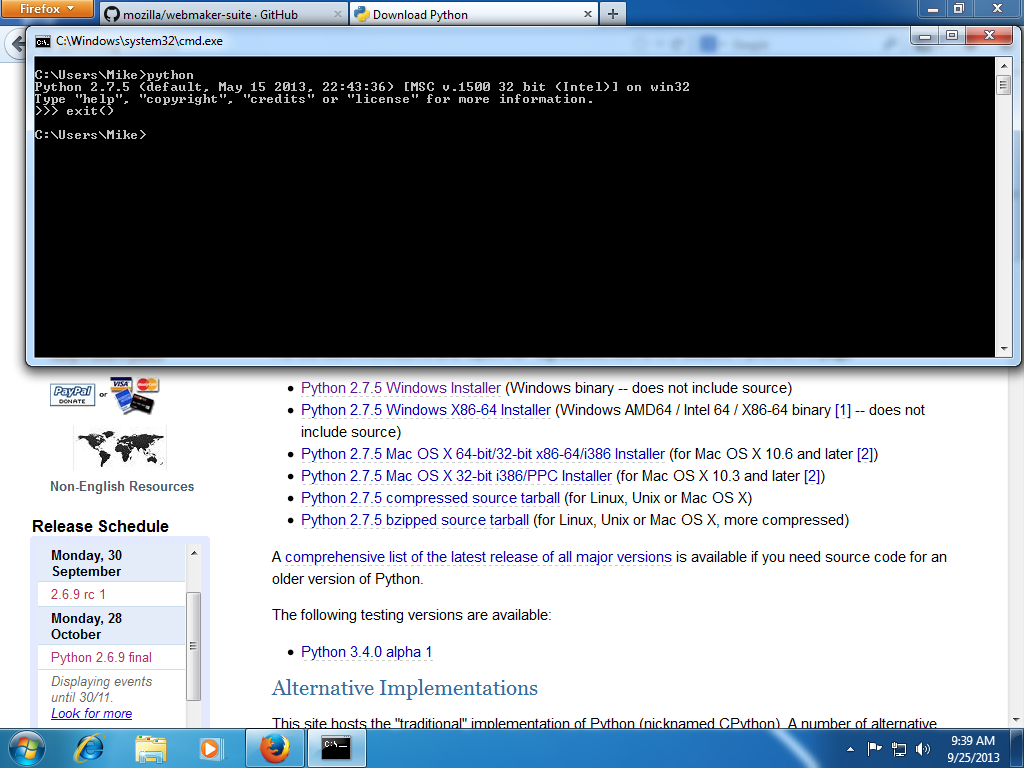 Firefox
mozilla/webmaker-suite · GitHub
Download Python
C:\Windows\system32\cmd.exe
C:\Users\Mike>python
Python 2.7.5 (default, May 15 2013, 22:43:36) [MSC v.1500 32 bit (Intel)] on win32
Type "help", "copyright", "credits" or "license" for more information.
>>> exit()
C:\Users\Mike>
PayPal
DONATE
or
VISA
MasterCard
Non-English Resources
Release Schedule
Monday, 30
September
2.6.9 rc 1
Monday, 28
October
Python 2.6.9 final
Displaying events
until 30/11.
Look for more
Python 2.7.5 Windows Installer (Windows binary -- does not include source)
Python 2.7.5 Windows X86-64 Installer (Windows AMD64 / Intel 64 / X86-64 binary [1] -- does not
include source)
Python 2.7.5 Mac OS X 64-bit/32-bit x86-64/i386 Installer (for Mac OS X 10.6 and later [2])
Python 2.7.5 Mac OS X 32-bit i386/PPC Installer (for Mac OS X 10.3 and later [2])
Python 2.7.5 compressed source tarball (for Linux, Unix or Mac OS X)
Python 2.7.5 bzipped source tarball (for Linux, Unix or Mac OS X, more compressed)
A comprehensive list of the latest release of all major versions is available if you need source code for an
older version of Python.
The following testing versions are available:
Python 3.4.0 alpha 1
Alternative Implementations
This site hosts the "traditional" implementation of Python (nicknamed CPython). A number of alternative
9:39 AM
9/25/2013